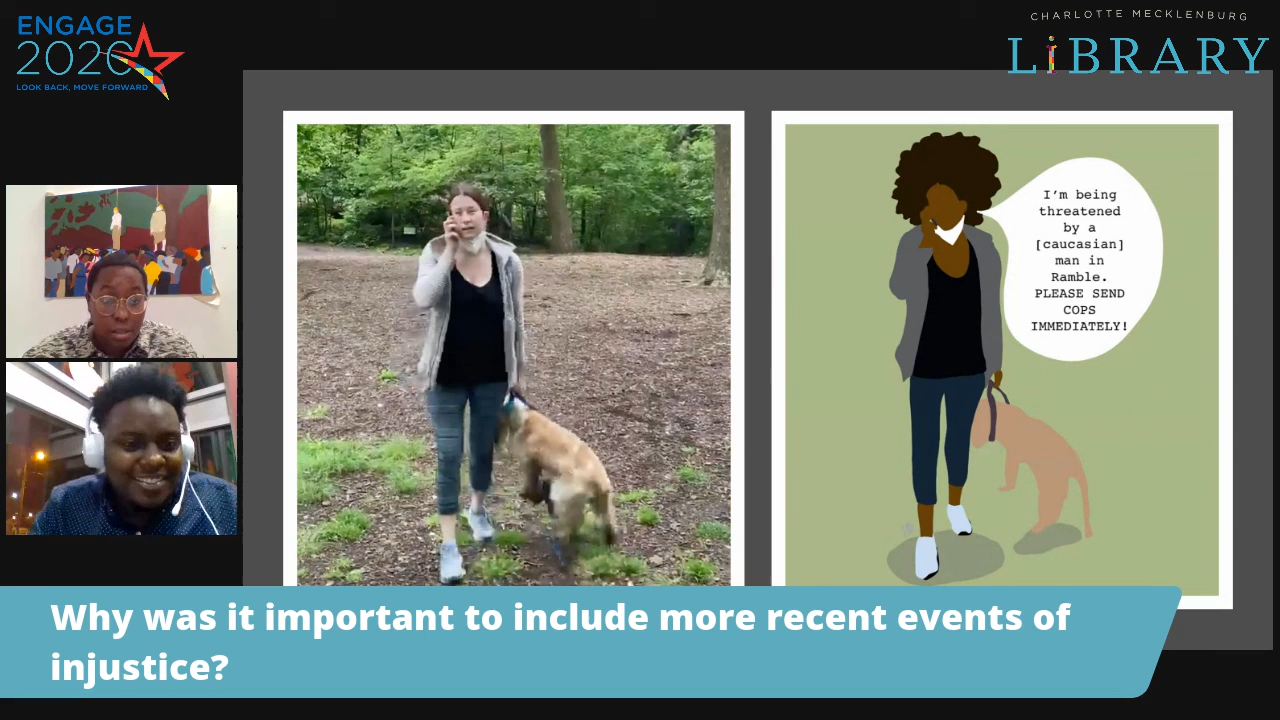 ENGAGE
2020
LOOK BACK, MOVE FORWARD
CHARLOTTE MECKLENBURG
LiBRARY
I'm being
threatened
by a
[caucasian]
man in
Ramble.
PLEASE SEND
COPS
IMMEDIATELY!
Why was it important to include more recent events of
injustice?